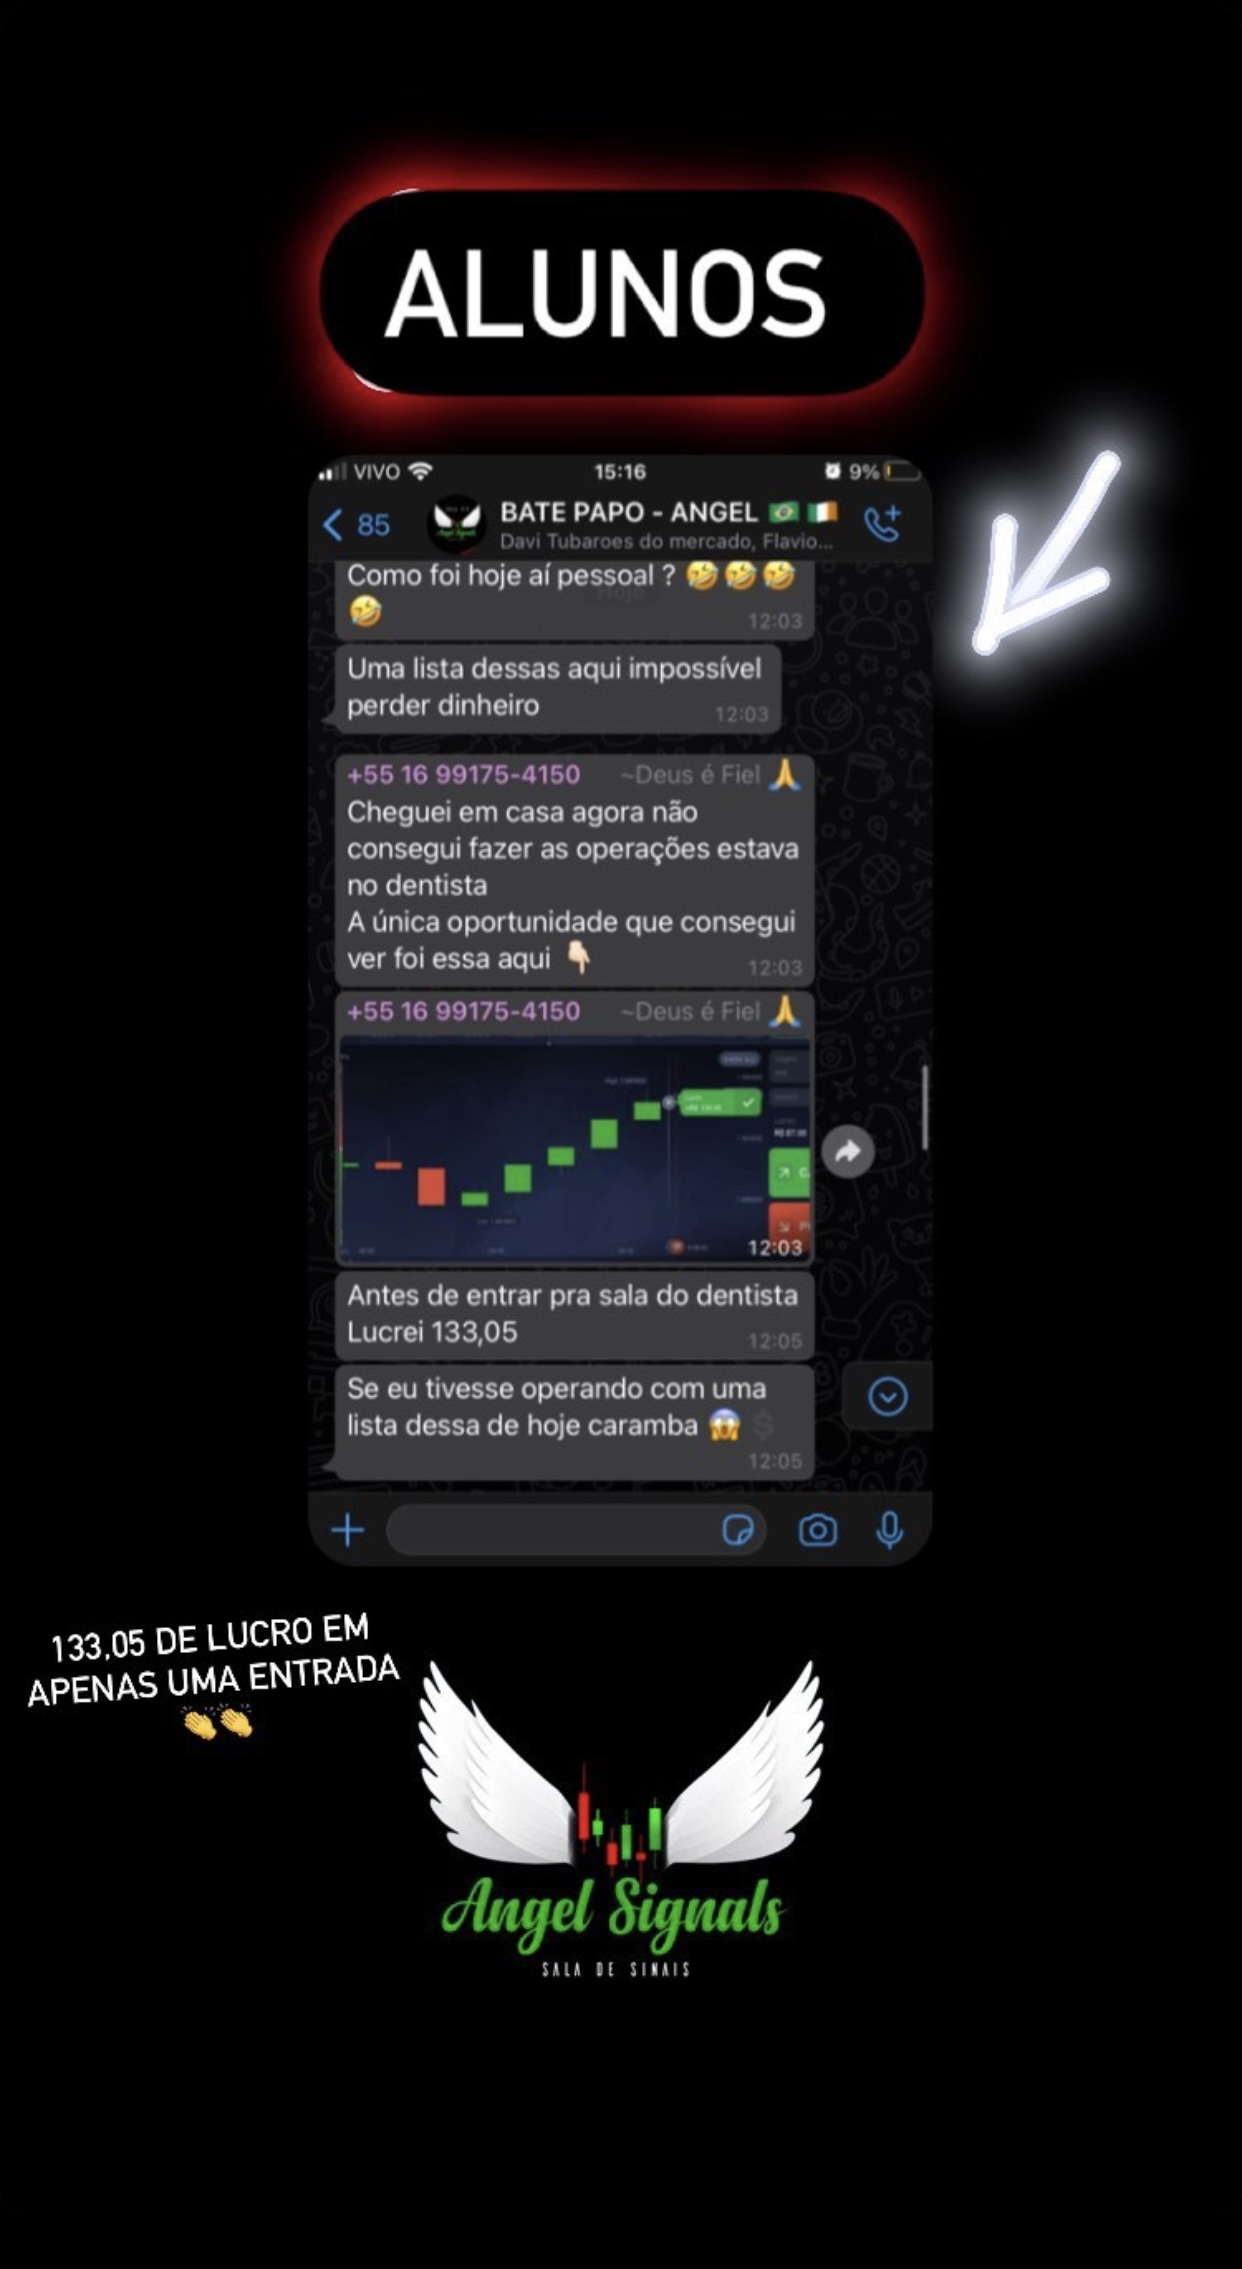 ALUNOS
VIVO 15:16 9%
85 BATE PAPO - ANGEL 🇧🇷 🇮🇪
Davi Tubaroes do mercado, Flavio...
Como foi hoje aí pessoal ? 🤣🤣🤣
🤣
12:03
Hoje
Uma lista dessas aqui impossível
perder dinheiro 12:03
+55 16 99175-4150 ~Deus é Fiel 🙏
Cheguei em casa agora não
consegui fazer as operações estava
no dentista
A única oportunidade que consegui
ver foi essa aqui 👇🏻 12:03
+55 16 99175-4150 ~Deus é Fiel 🙏
12:03
Antes de entrar pra sala do dentista
Lucrei 133,05 12:05
Se eu tivesse operando com uma
lista dessa de hoje caramba 😱 $
12:05
133,05 DE LUCRO EM
APENAS UMA ENTRADA
👏👏
Angel Signals
SALA DE SINAIS